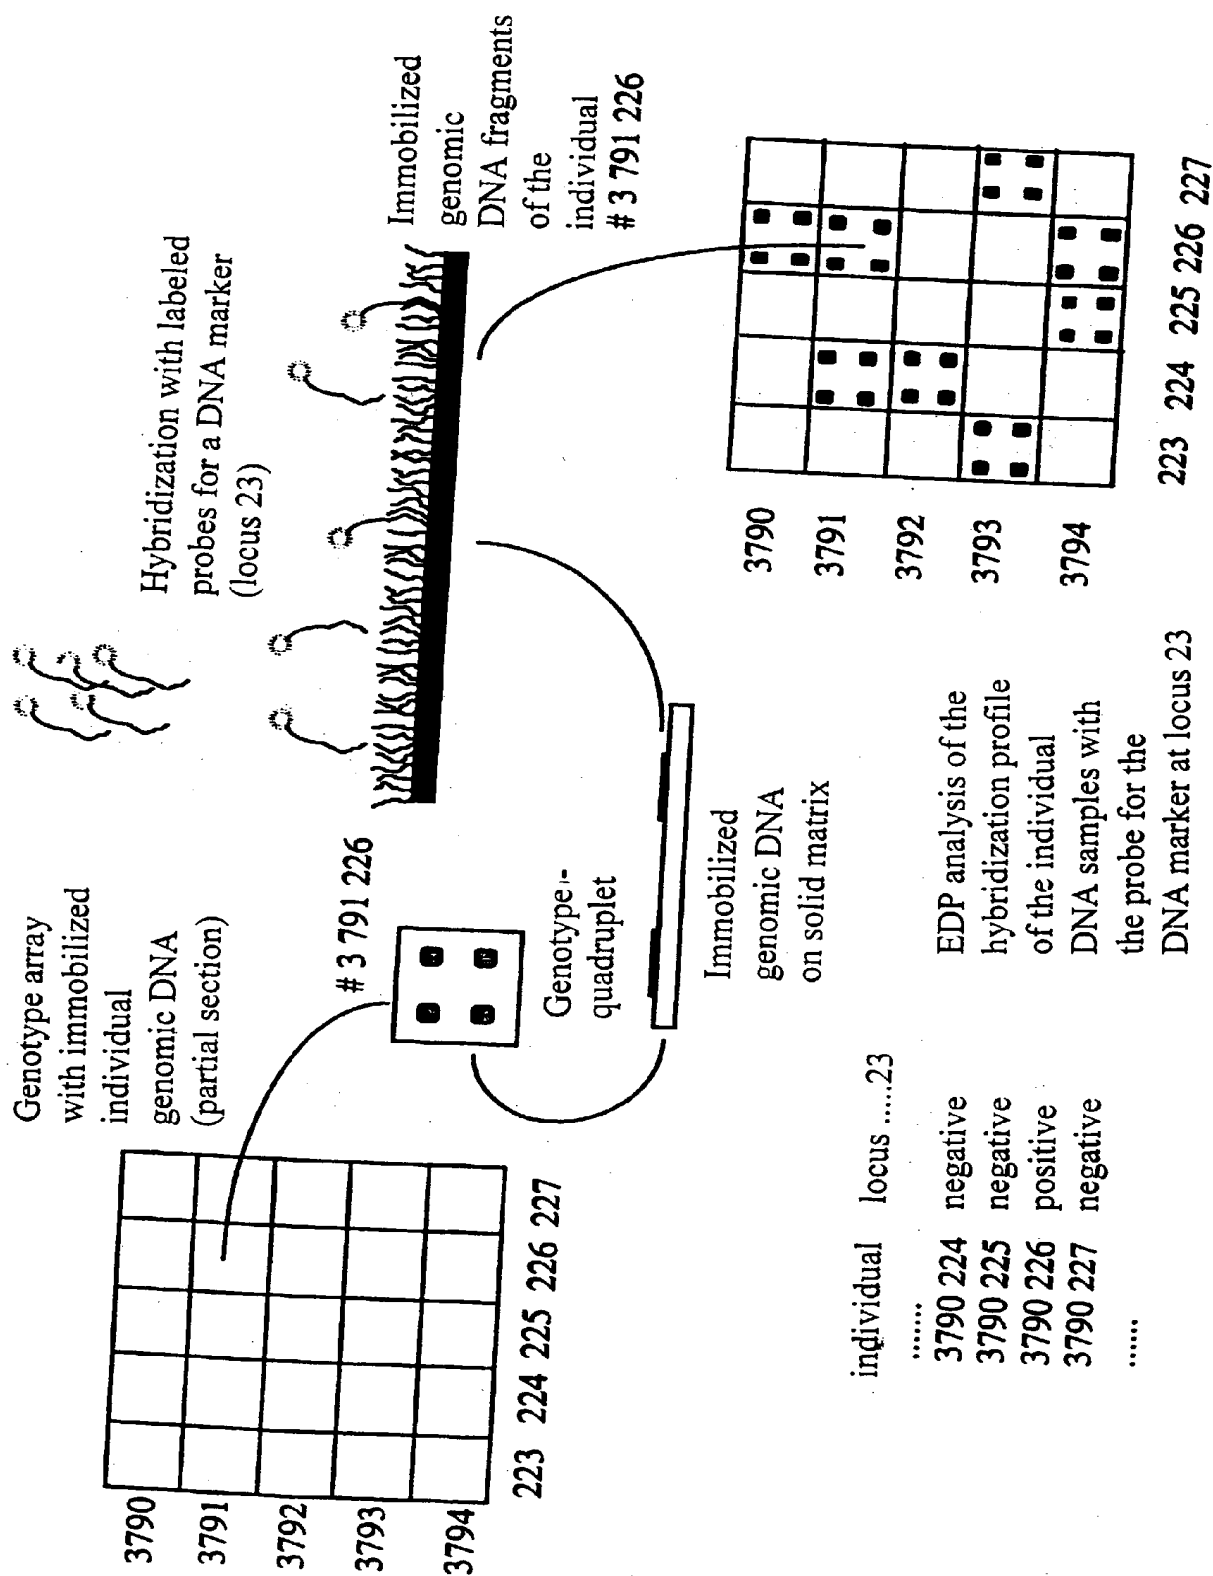 Genotype array
with immobilized
individual
genomic DNA
(partial section)
3790
3791
3792
3793
3794
223 224 225 226 227
# 3 791 226
Genotype-
quadruplet
Hybridization with labeled
probes for a DNA marker
(locus 23)
Immobilized
genomic
DNA fragments
of the
individual
# 3 791 226
Immobilized
genomic DNA
on solid matrix
individual locus ......23
......
3790 224 negative
3790 225 negative
3790 226 positive
3790 227 negative
......
EDP analysis of the
hybridization profile
of the individual
DNA samples with
the probe for the
DNA marker at locus 23
3790
3791
3792
3793
3794
223 224 225 226 227